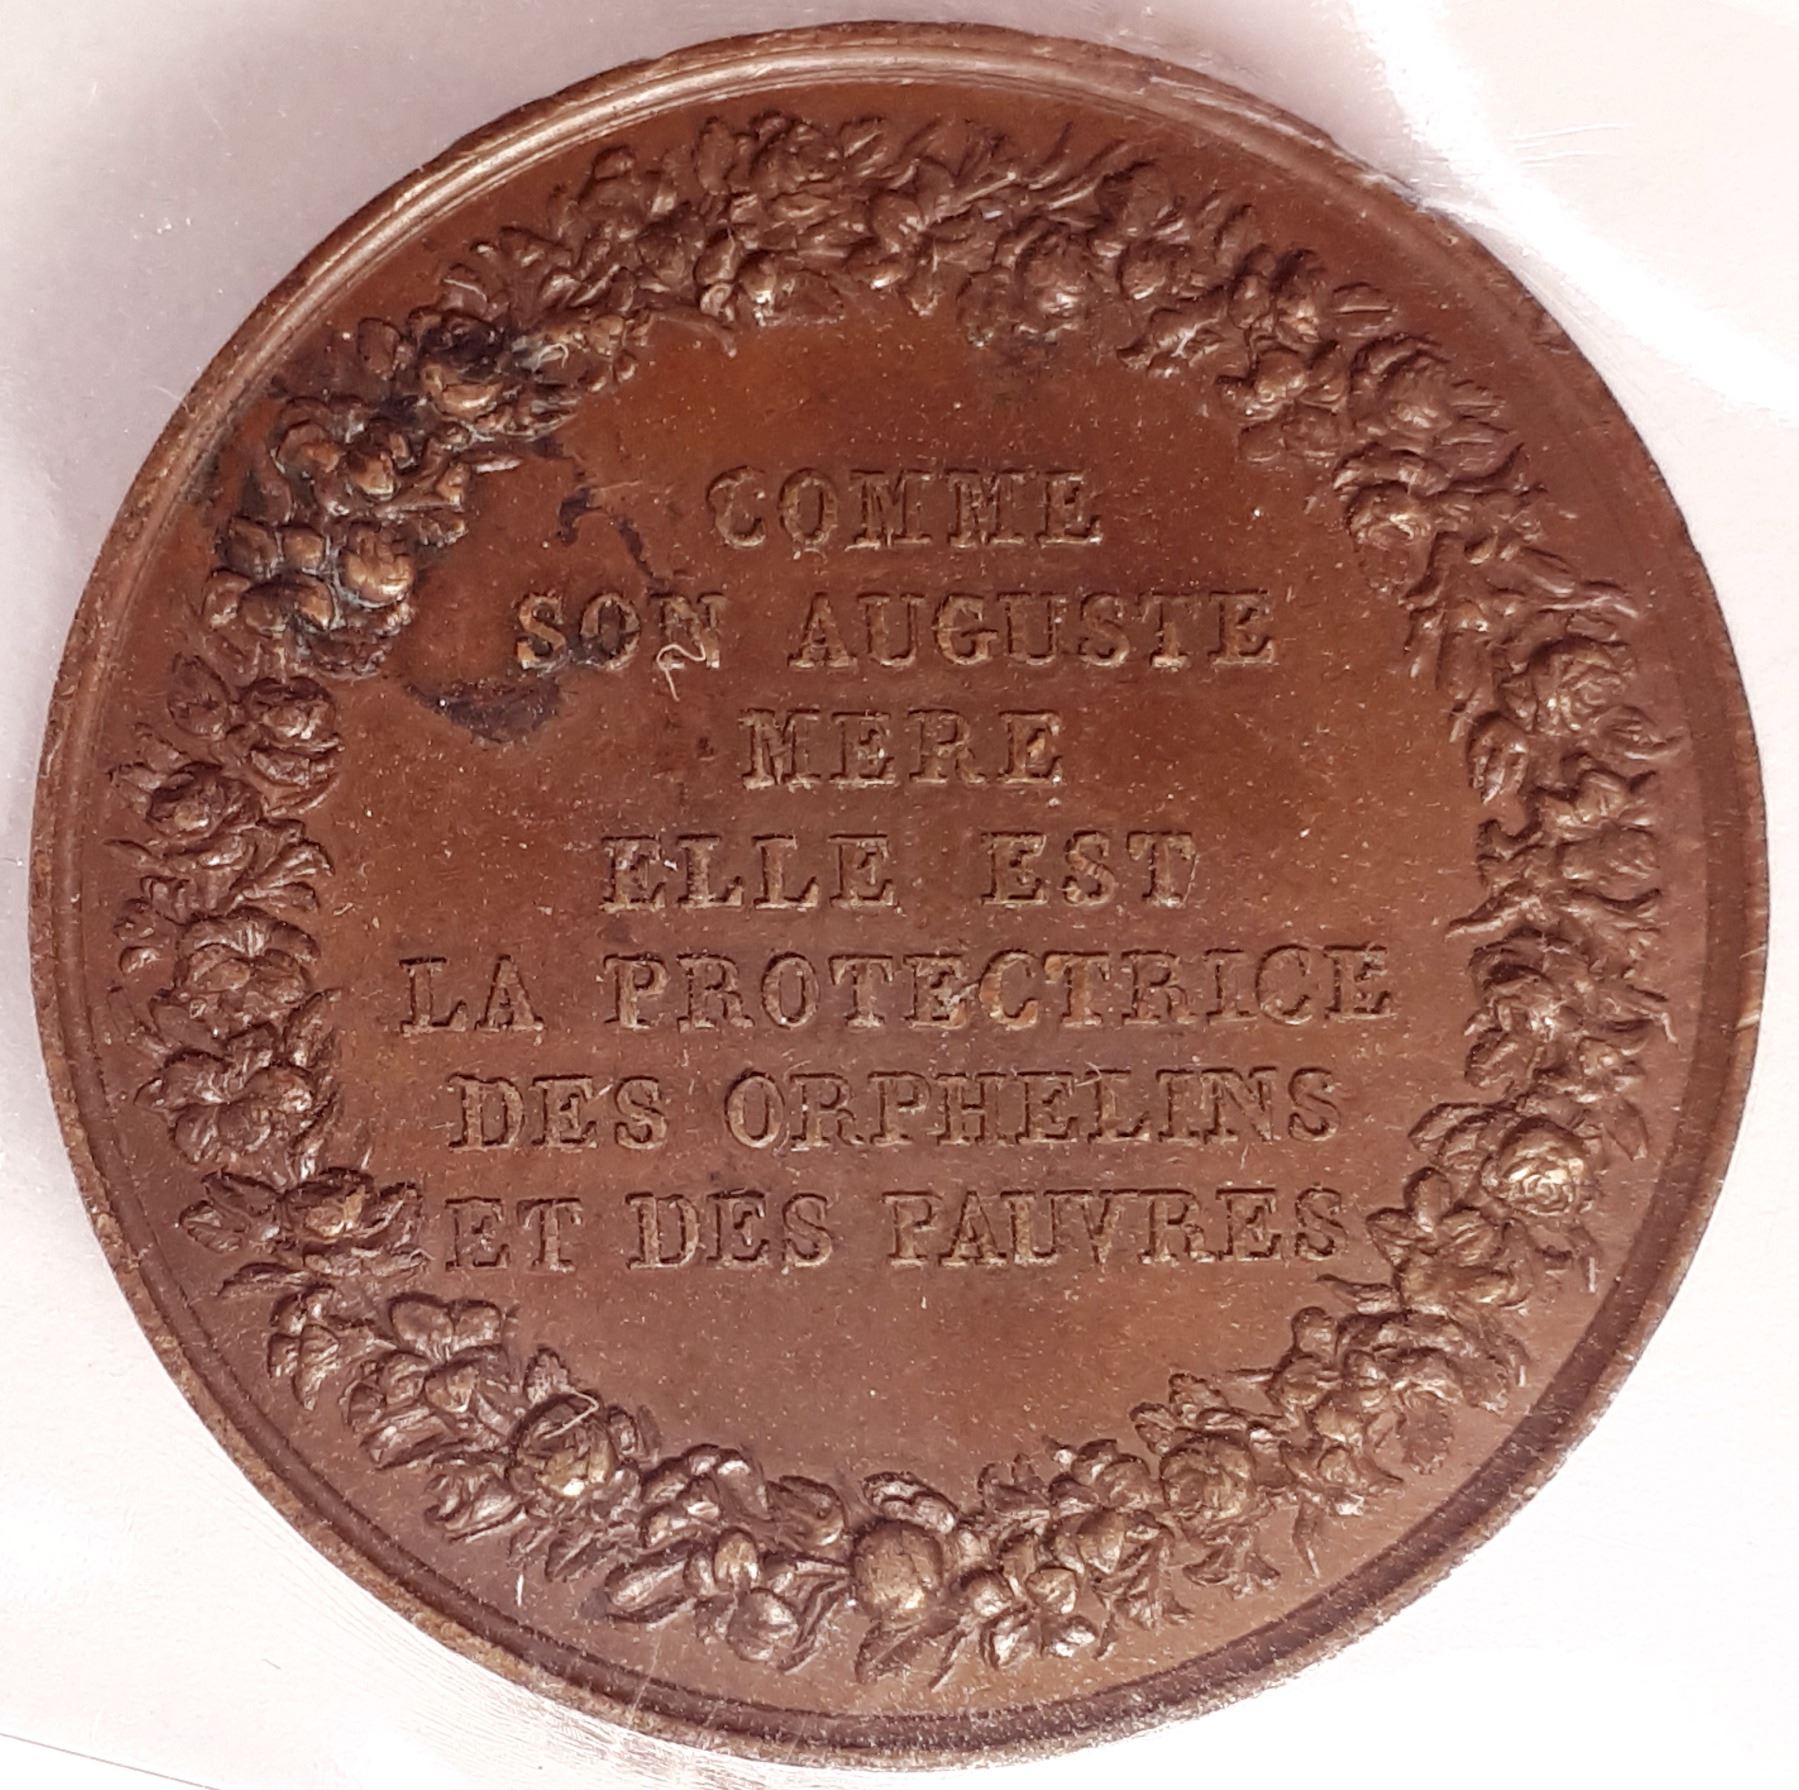 COMME
SON AUGUSTE
MERE
ELLE EST
LA PROTECTRICE
DES ORPHELINS
ET DES PAUVRES